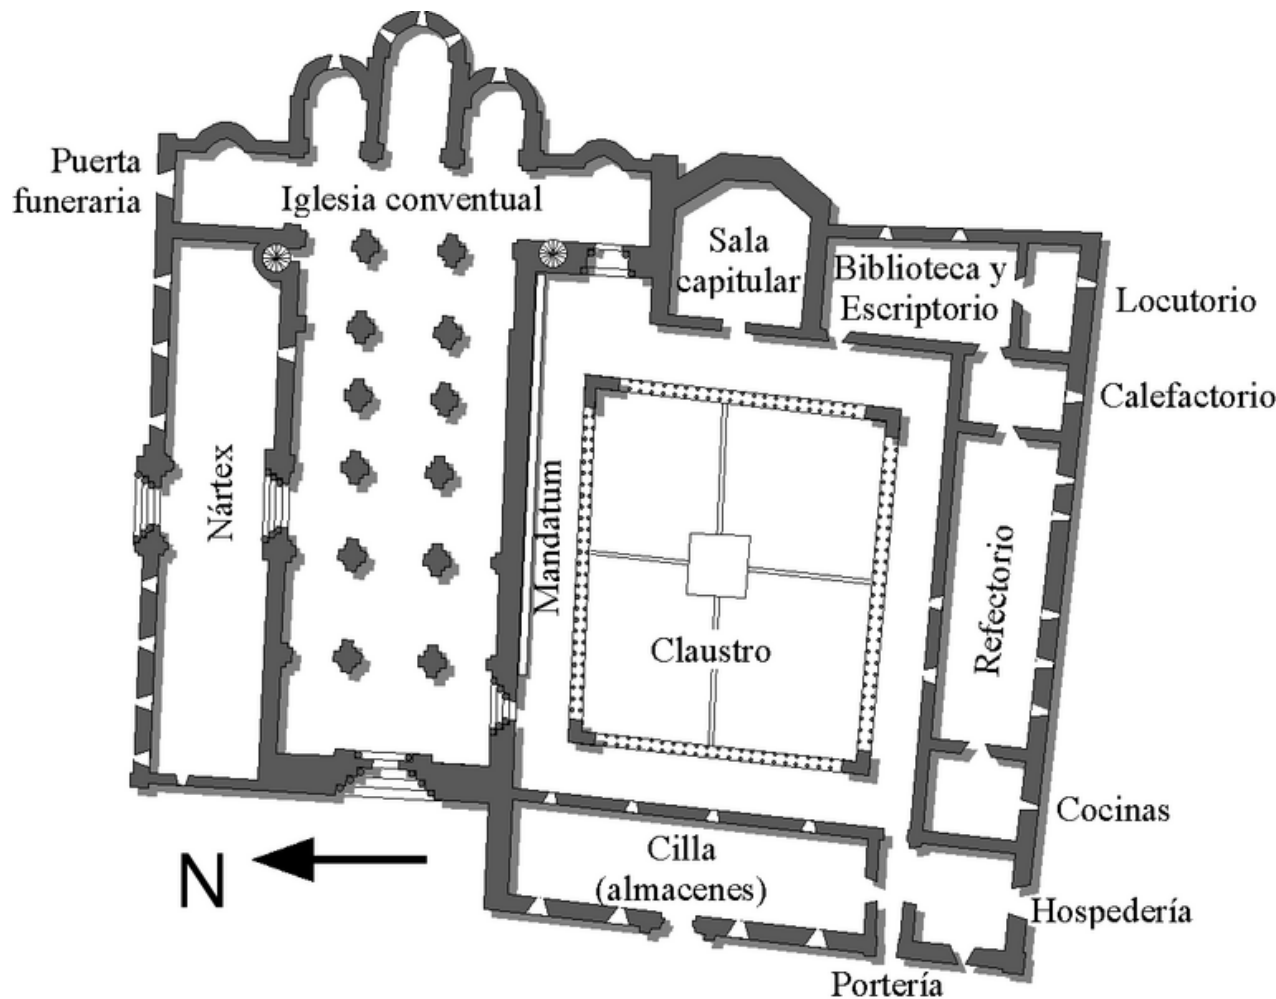 Puerta
funeraria
Iglesia conventual
Sala
capitular
Biblioteca y
Escriptorio
Locutorio
Calefactorio
Nártex
Mandatum
Claustro
Refectorio
Cocinas
Cilla
(almacenes)
N
Hospedería
Portería